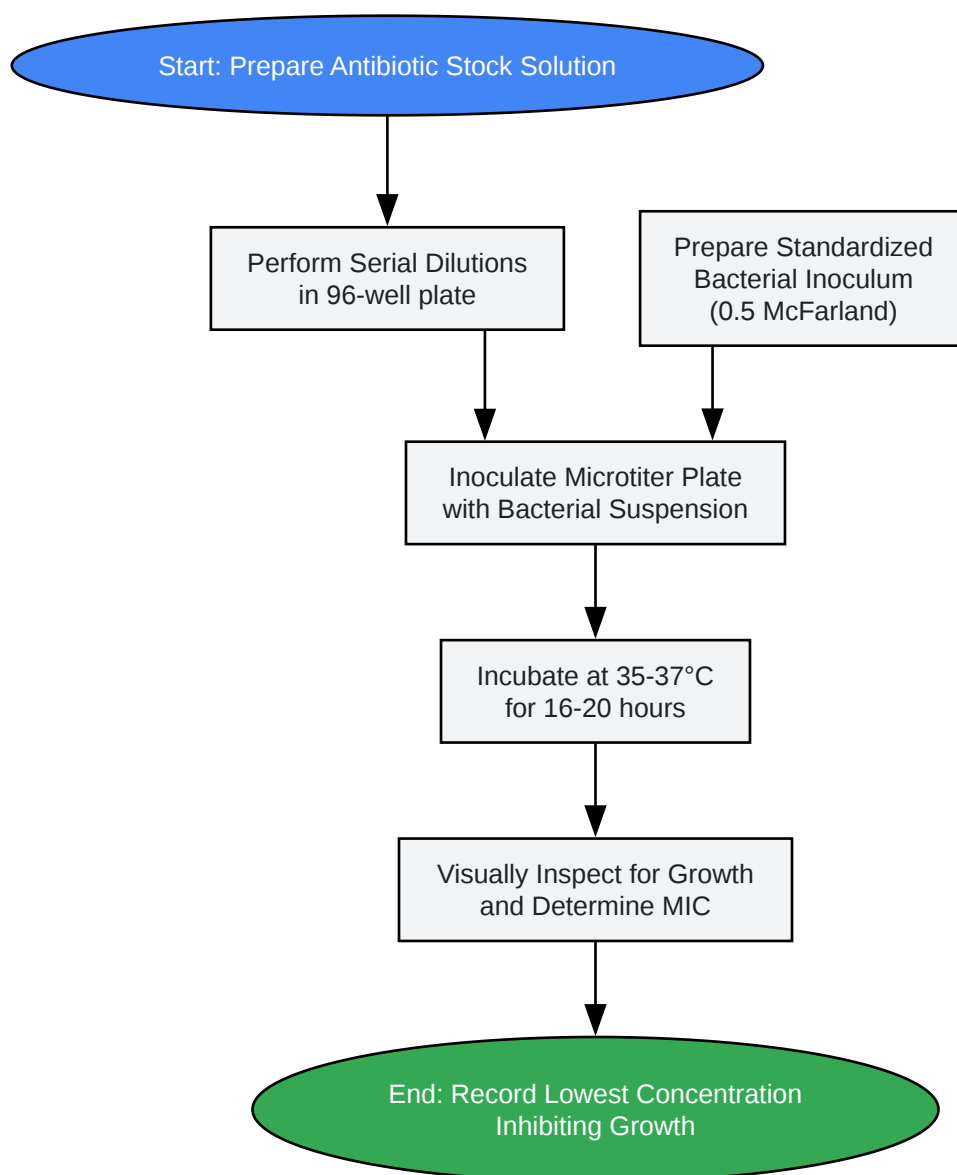 Start: Prepare Antibiotic Stock Solution
Perform Serial Dilutions
in 96-well plate
Prepare Standardized
Bacterial Inoculum
(0.5 McFarland)
Inoculate Microtiter Plate
with Bacterial Suspension
Incubate at 35-37°C
for 16-20 hours
Visually Inspect for Growth
and Determine MIC
End: Record Lowest Concentration
Inhibiting Growth